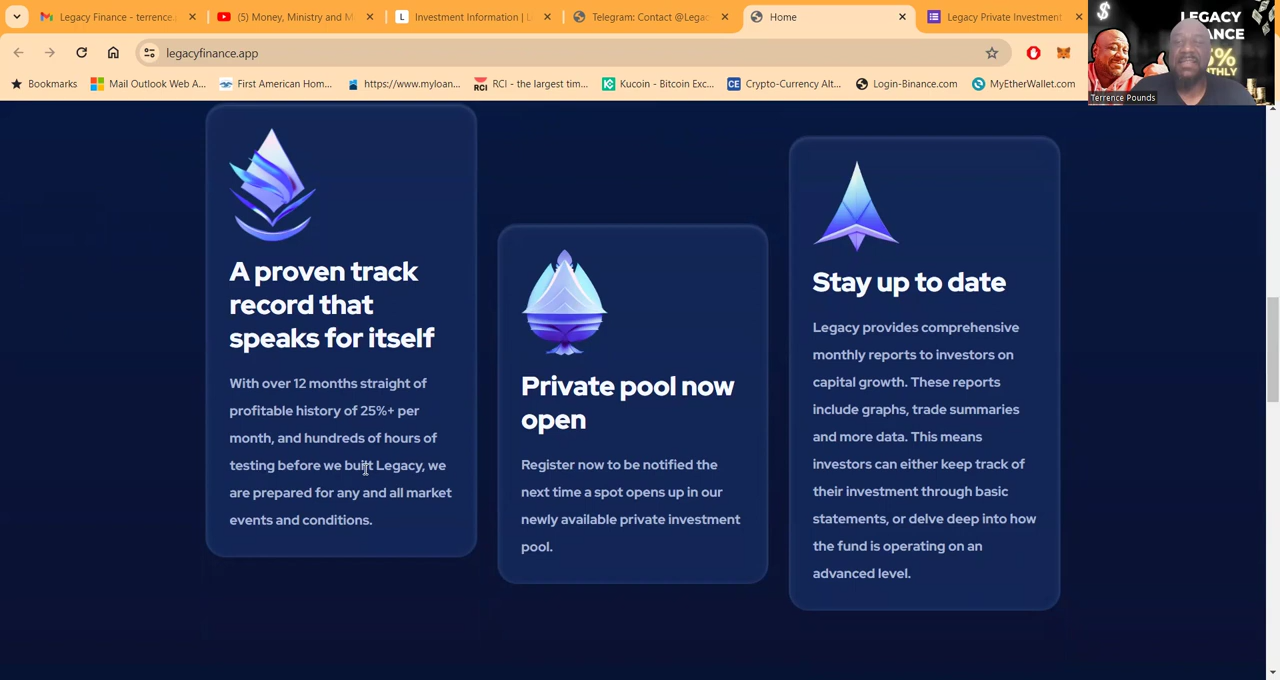 Legacy Finance - terrence.
(5) Money, Ministry and M
Investment Information |
Telegram: Contact @Lega
Home
Legacy Private Investment
legacyfinance.app
Bookmarks
Mail Outlook Web A...
First American Hom...
https://www.myloan...
RCI - the largest tim...
Kucoin - Bitcoin Exc...
Crypto-Currency Alt...
Login-Binance.com
MyEtherWallet.com
LEGACY
Terrence Pounds
A proven track
record that
speaks for itself
With over 12 months straight of
profitable history of 25%+ per
month, and hundreds of hours of
testing before we built Legacy, we
are prepared for any and all market
events and conditions.
Private pool now
open
Register now to be notified the
next time a spot opens up in our
newly available private investment
pool.
Stay up to date
Legacy provides comprehensive
monthly reports to investors on
capital growth. These reports
include graphs, trade summaries
and more data. This means
investors can either keep track of
their investment through basic
statements, or delve deep into how
the fund is operating on an
advanced level.